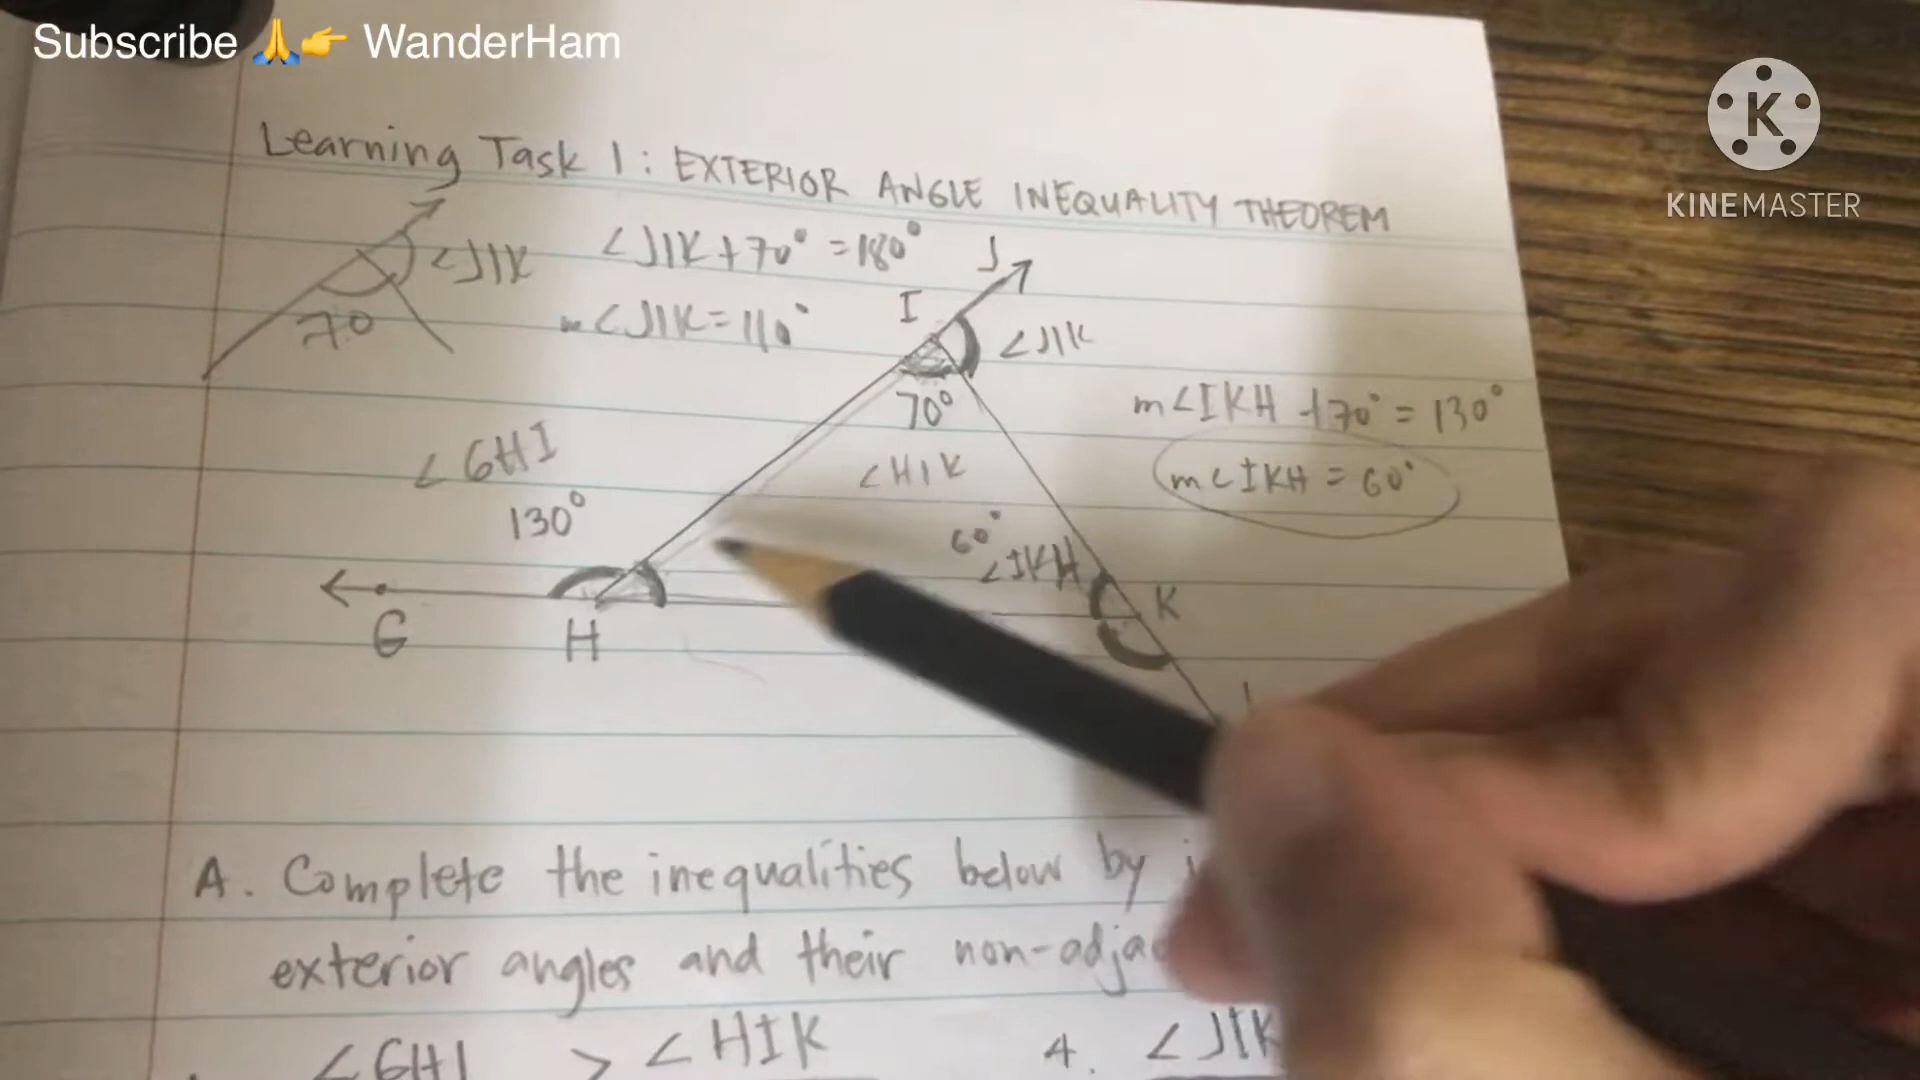 Subscribe 🙏👉 WanderHam
K
KINEMASTER
Learning Task 1: EXTERIOR ANGLE INEQUALITY THEOREM
∠JIK
70
∠JIK+70°=180°
m∠JIK=110°
J
I
∠JIK
70°
∠HIK
m∠IKH+70°=130°
m∠IKH=60°
∠GHI
130°
60°
∠IKH
K
G
H
A. Complete the inequalities below by
exterior angles and their
∠GHI > ∠HIK
4. ∠JIK